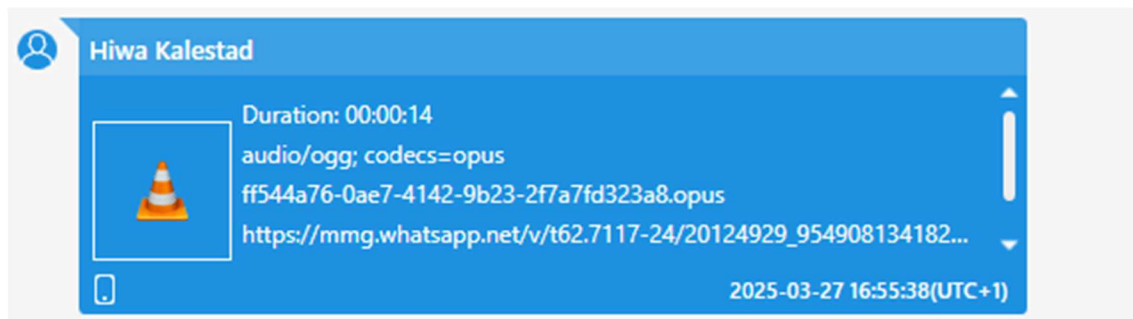 Hiwa Kalestad
Duration: 00:00:14
audio/ogg; codecs=opus
ff544a76-0ae7-4142-9b23-2f7a7fd323a8.opus
https://mmg.whatsapp.net/v/t62.7117-24/20124929_954908134182...
2025-03-27 16:55:38(UTC+1)